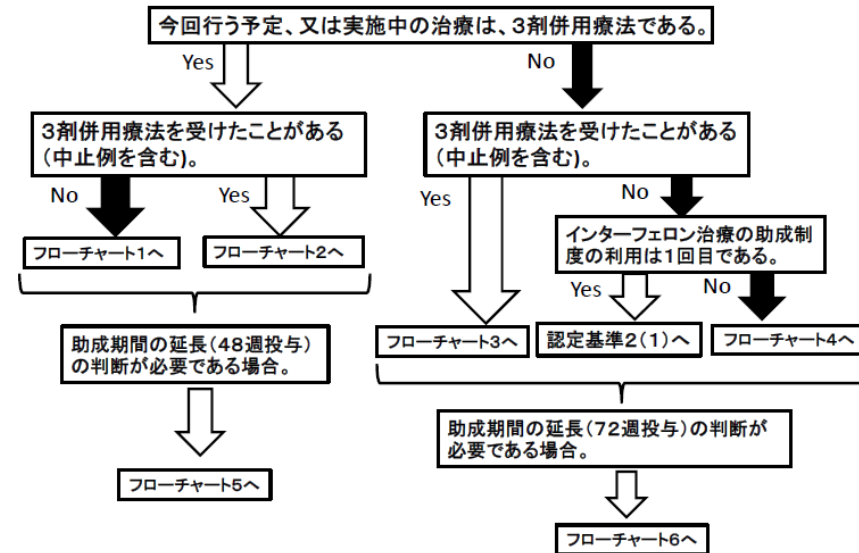 今回行う予定、又は実施中の治療は、3剤併用療法である。
Yes
No
3剤併用療法を受けたことがある
(中止例を含む)。
3剤併用療法を受けたことがある
(中止例を含む)。
No
Yes
Yes
No
フローチャート1へ
フローチャート2へ
インターフェロン治療の助成制
度の利用は1回目である。
Yes
No
助成期間の延長(48週投与)
の判断が必要である場合。
フローチャート3へ
認定基準2(1)へ
フローチャート4へ
助成期間の延長(72週投与)の判断が
必要である場合。
フローチャート5へ
フローチャート6へ